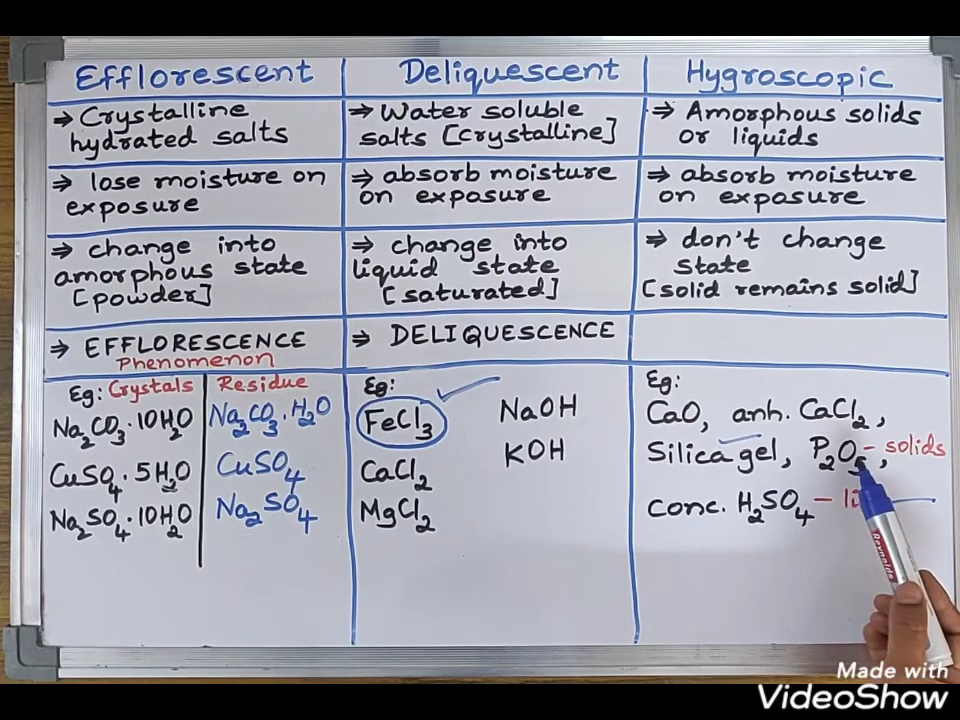 Efflorescent
Deliquescent
Hygroscopic
→ Crystalline
hydrated salts
→ Water soluble
salts [crystalline]
→ Amorphous solids
or liquids
→ lose moisture on
exposure
→ absorb moisture
on exposure
→ absorb moisture
on exposure
→ change into
amorphous state
[powder]
→ change into
liquid state
[saturated]
→ don't change
state
[solid remains solid]
→ EFFLORESCENCE
Phenomenon
→ DELIQUESCENCE
Eg: Crystals
Na₂CO₃·10H₂O
CuSO₄·5H₂O
Na₂SO₄·10H₂O
Residue
Na₂CO₃·H₂O
CuSO₄
Na₂SO₄
Eg:
FeCl₃
CaCl₂
MgCl₂
NaOH
KOH
Eg:
CaO, anh. CaCl₂,
Silica gel, P₂O₅, - solids
conc. H₂SO₄ -
Reynolds
Made with
VideoShow